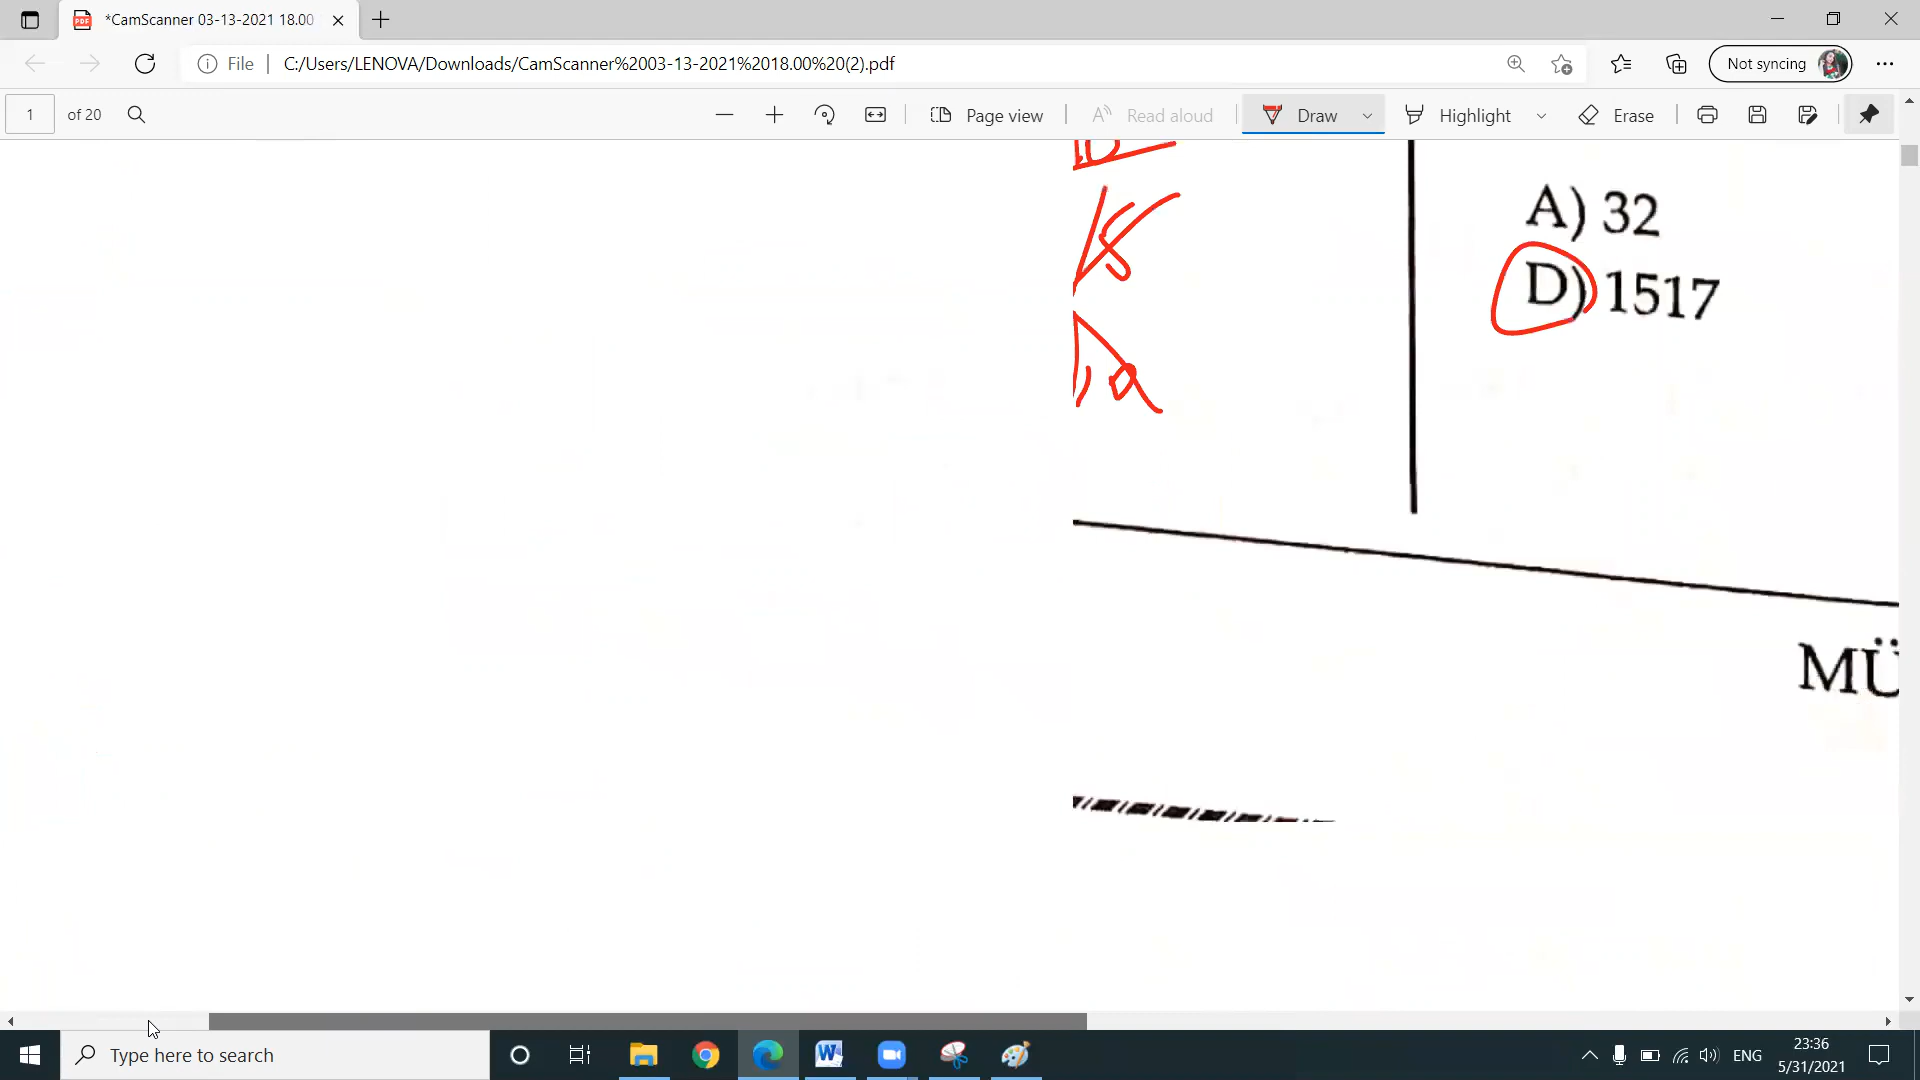 *CamScanner 03-13-2021 18.00
File
C:/Users/LENOVA/Downloads/CamScanner%2003-13-2021%2018.00%20(2).pdf
Not syncing
1 of 20
Page view
Read aloud
Draw
Highlight
Erase
A) 32
D) 1517
MÜ
Type here to search
ENG
23:36
5/31/2021